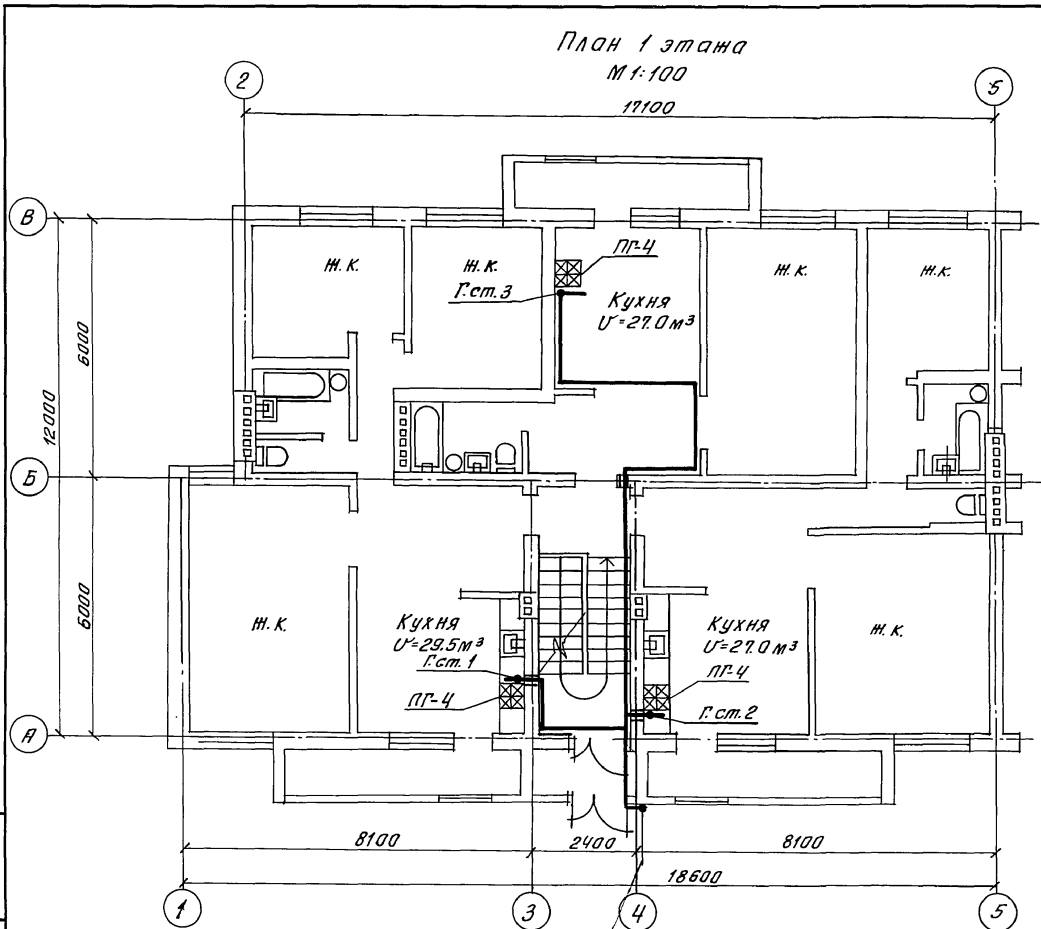 План 1 этажа
М 1:100
2
5
17100
В
ПГ-4
Ж.К.
Ж.К.
Ж.К.
Ж.К.
Г.ст.3
Кухня
V=27.0 м³
6000
12000
Б
6000
Ж.К.
Кухня
V=29.5 м³
Г.ст.1
ПГ-4
Кухня
V=27.0 м³
ПГ-4
Ж.К.
Г.ст.2
А
8100
2400
8100
18600
1
3
4
5